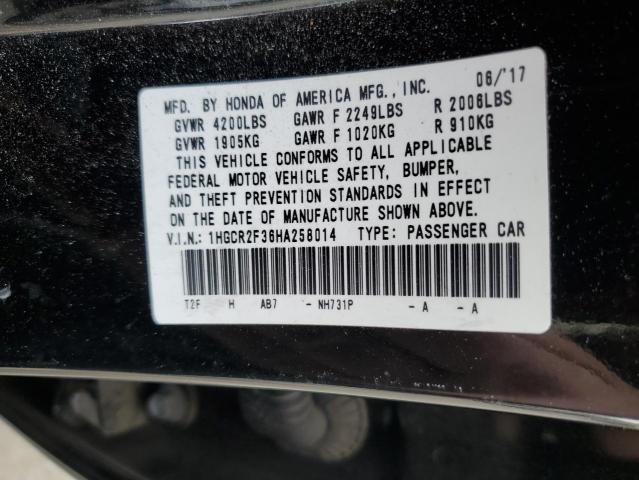 06/'17
MFD. BY HONDA OF AMERICA MFG., INC.
GVWR 4200LBS GAWR F 2249LBS R 2006LBS
GVWR 1905KG GAWR F 1020KG R 910KG
THIS VEHICLE CONFORMS TO ALL APPLICABLE
FEDERAL MOTOR VEHICLE SAFETY, BUMPER,
AND THEFT PREVENTION STANDARDS IN EFFECT
ON THE DATE OF MANUFACTURE SHOWN ABOVE.
V.I.N.: 1HGCR2F36HA258014 TYPE: PASSENGER CAR
T2F H AB7 - NH731P - A - A